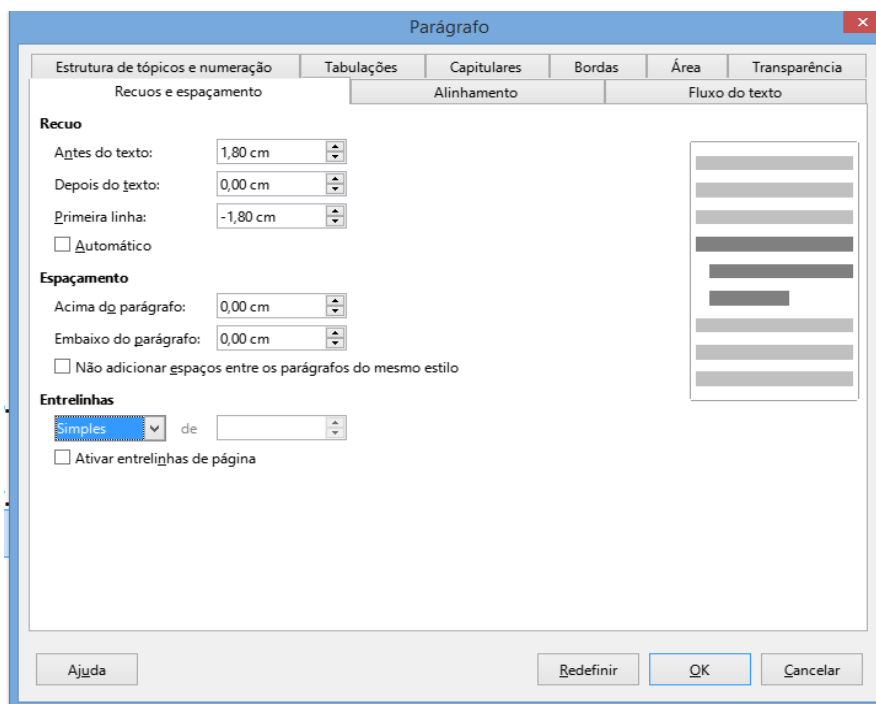 Parágrafo
Estrutura de tópicos e numeração Tabulações Capitulares Bordas Área Transparência
Recuos e espaçamento Alinhamento Fluxo do texto
Recuo
Antes do texto: 1,80 cm
Depois do texto: 0,00 cm
Primeira linha: -1,80 cm
Automático
Espaçamento
Acima do parágrafo: 0,00 cm
Embaixo do parágrafo: 0,00 cm
Não adicionar espaços entre os parágrafos do mesmo estilo
Entrelinhas
Simples de
Ativar entrelinhas de página
Ajuda Redefinir OK Cancelar